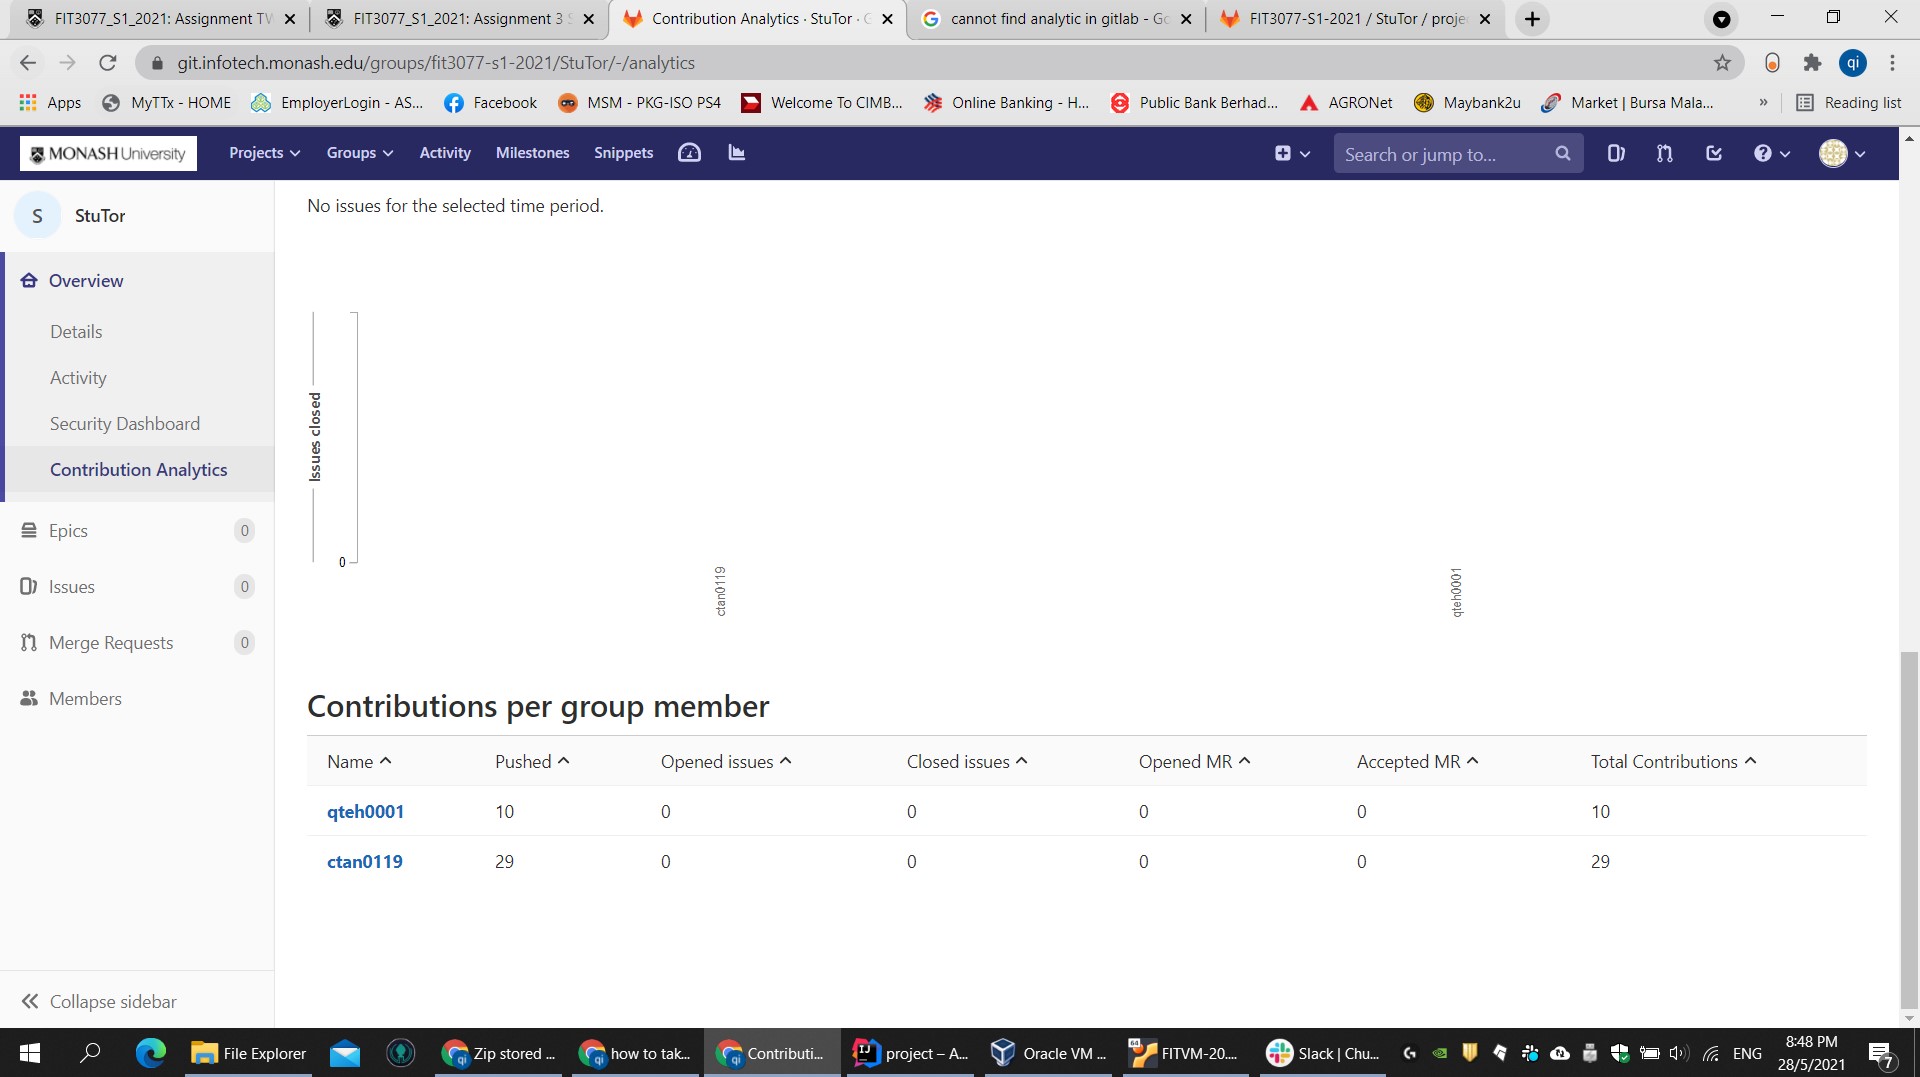 FIT3077_S1_2021: Assignment TW
FIT3077_S1_2021: Assignment 3 S
Contribution Analytics · StuTor · G
cannot find analytic in gitlab - Go
FIT3077-S1-2021 / StuTor / proje
git.infotech.monash.edu/groups/fit3077-s1-2021/StuTor/-/analytics
qi
Apps
MyTTx - HOME
EmployerLogin - AS...
Facebook
MSM - PKG-ISO PS4
Welcome To CIMB...
Online Banking - H...
Public Bank Berhad...
AGRONet
Maybank2u
Market | Bursa Mala...
»
Reading list
MONASH University
Projects
Groups
Activity
Milestones
Snippets
Search or jump to...
S
StuTor
Overview
Details
Activity
Security Dashboard
Contribution Analytics
Epics 0
Issues 0
Merge Requests 0
Members
Collapse sidebar
No issues for the selected time period.
Issues closed
0
ctan0119
qteh0001
Contributions per group member
Name Pushed Opened issues Closed issues Opened MR Accepted MR Total Contributions
qteh0001 10 0 0 0 0 10
ctan0119 29 0 0 0 0 29
File Explorer
Zip stored ...
how to tak...
Contributi...
project – A...
Oracle VM ...
64
FITVM-20....
Slack | Chu...
ENG
8:48 PM
28/5/2021
7